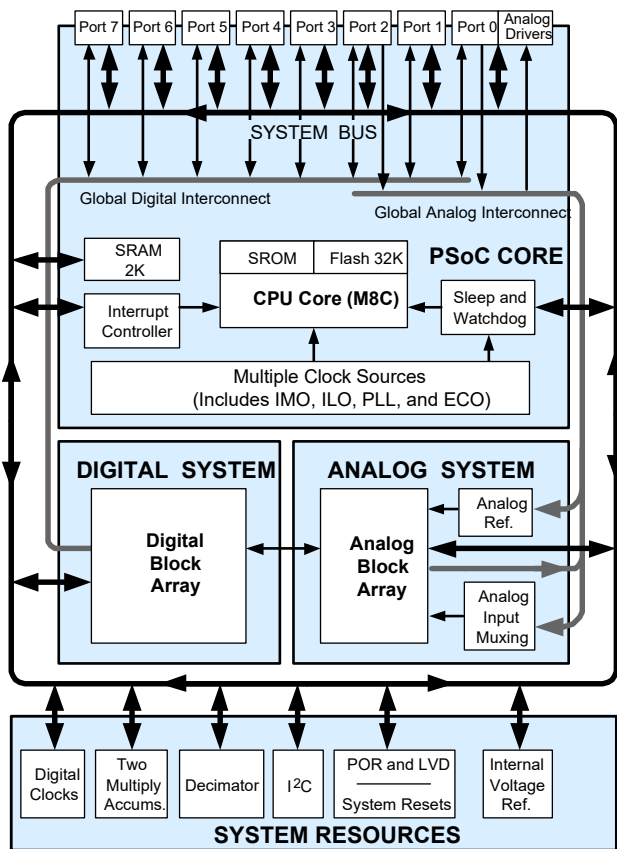 Port 7 Port 6 Port 5 Port 4 Port 3 Port 2 Port 1 Port 0 Analog
Drivers
SYSTEM BUS
Global Digital Interconnect
Global Analog Interconnect
PSoC CORE
SRAM
2K
SROM Flash 32K
CPU Core (M8C)
Interrupt
Controller
Sleep and
Watchdog
Multiple Clock Sources
(Includes IMO, ILO, PLL, and ECO)
DIGITAL SYSTEM
Digital
Block
Array
ANALOG SYSTEM
Analog
Block
Array
Analog
Ref.
Analog
Input
Muxing
Digital
Clocks
Two
Multiply
Accums.
Decimator
I²C
POR and LVD
System Resets
Internal
Voltage
Ref.
SYSTEM RESOURCES